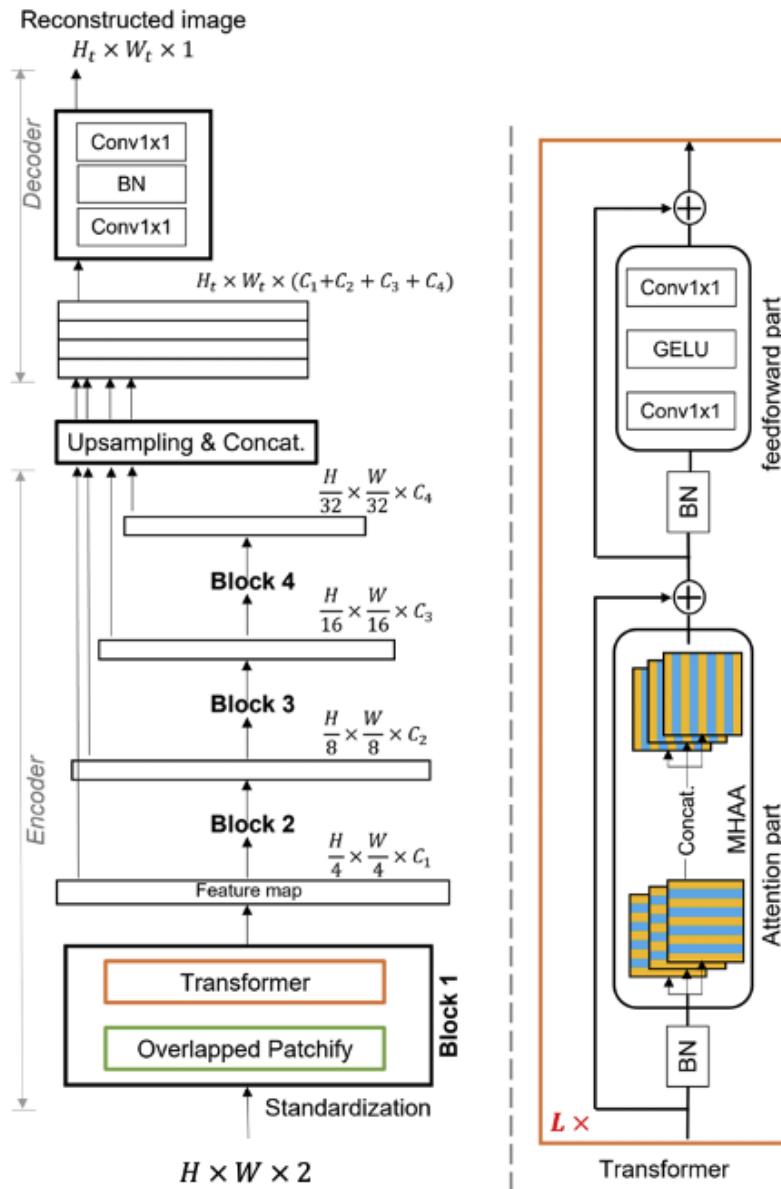 Reconstructed image
H_t × W_t × 1
Decoder
Conv1x1
BN
Conv1x1
H_t × W_t × (C_1+C_2 + C_3 + C_4)
Upsampling & Concat.
Encoder
H/32 × W/32 × C_4
Block 4
H/16 × W/16 × C_3
Block 3
H/8 × W/8 × C_2
Block 2
H/4 × W/4 × C_1
Feature map
Transformer
Overlapped Patchify
Block 1
Standardization
H × W × 2
Conv1x1
GELU
Conv1x1
feedforward part
BN
Concat.
MHAA
Attention part
BN
L ×
Transformer